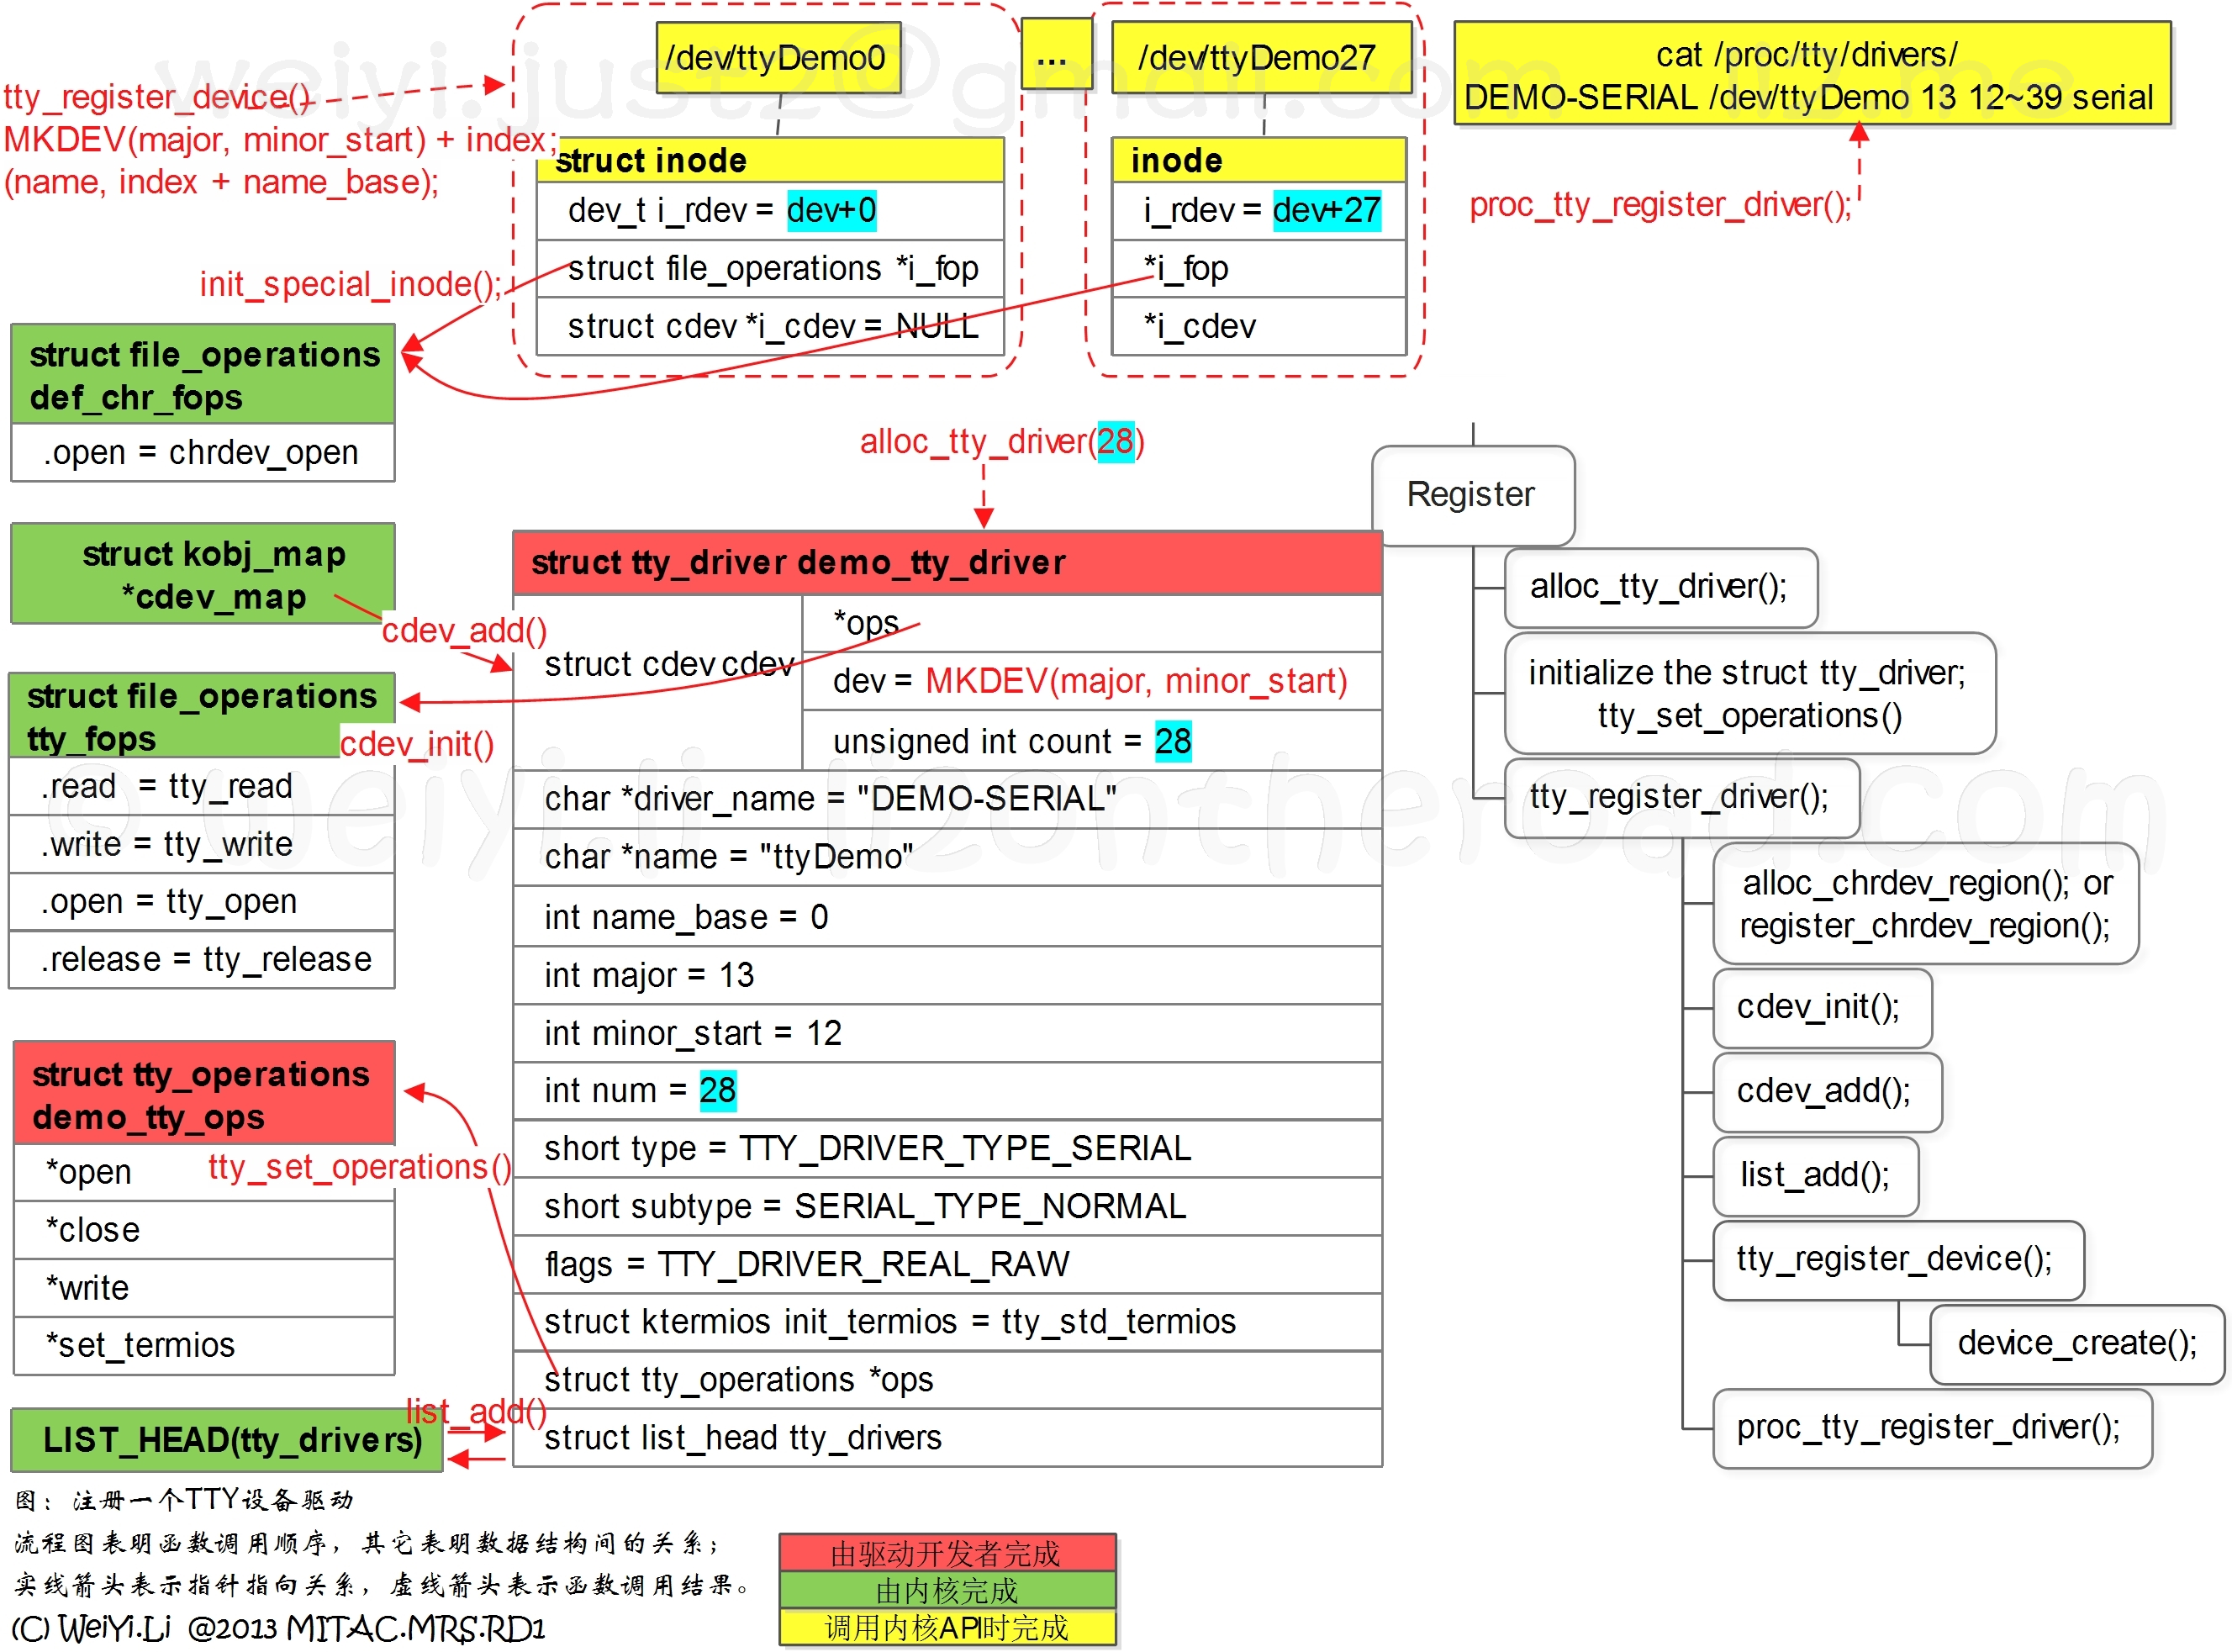 /dev/ttyDemo0
...
/dev/ttyDemo27
cat /proc/tty/drivers/
DEMO-SERIAL /dev/ttyDemo 13 12~39 serial
tty_register_device()
MKDEV(major, minor_start) + index;
(name, index + name_base);
struct inode
dev_t i_rdev = dev+0
struct file_operations *i_fop
struct cdev *i_cdev = NULL
inode
i_rdev = dev+27
*i_fop
*i_cdev
proc_tty_register_driver();
init_special_inode();
struct file_operations
def_chr_fops
.open = chrdev_open
alloc_tty_driver(28)
struct kobj_map
*cdev_map
cdev_add()
struct file_operations
tty_fops
cdev_init()
.read = tty_read
.write = tty_write
.open = tty_open
.release = tty_release
struct tty_operations
demo_tty_ops
*open
*close
*write
*set_termios
tty_set_operations()
LIST_HEAD(tty_drivers)
list_add()
struct tty_driver demo_tty_driver
struct cdev cdev
*ops
dev = MKDEV(major, minor_start)
unsigned int count = 28
char *driver_name = "DEMO-SERIAL"
char *name = "ttyDemo"
int name_base = 0
int major = 13
int minor_start = 12
int num = 28
short type = TTY_DRIVER_TYPE_SERIAL
short subtype = SERIAL_TYPE_NORMAL
flags = TTY_DRIVER_REAL_RAW
struct ktermios init_termios = tty_std_termios
struct tty_operations *ops
struct list_head tty_drivers
Register
alloc_tty_driver();
initialize the struct tty_driver;
tty_set_operations()
tty_register_driver();
alloc_chrdev_region(); or
register_chrdev_region();
cdev_init();
cdev_add();
list_add();
tty_register_device();
device_create();
proc_tty_register_driver();
图：注册一个TTY设备驱动
流程图表明函数调用顺序，其它表明数据结构间的关系；
实线箭头表示指针指向关系，虚线箭头表示函数调用结果。
(C) WeiYi.Li @2013 MITAC.MRS.RD1
由驱动开发者完成
由内核完成
调用内核API时完成
weiyi.just2@gmail.com
© weiyi.li li2ontheroad.com